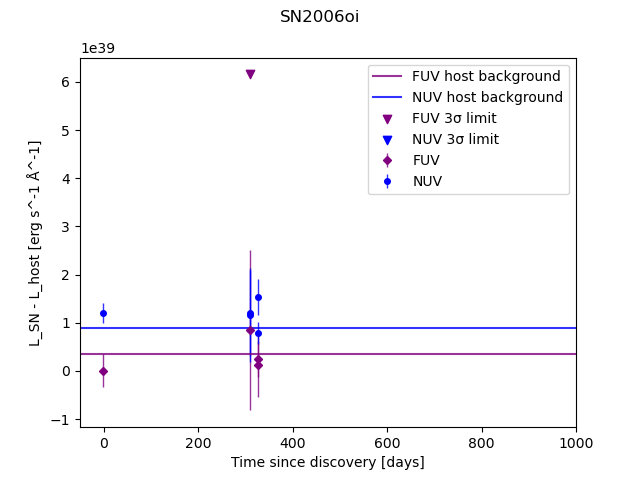 SN2006oi
1e39
L_SN - L_host [erg s^-1 Å^-1]
6
5
4
3
2
1
0
−1
FUV host background
NUV host background
FUV 3σ limit
NUV 3σ limit
FUV
NUV
0 200 400 600 800 1000
Time since discovery [days]